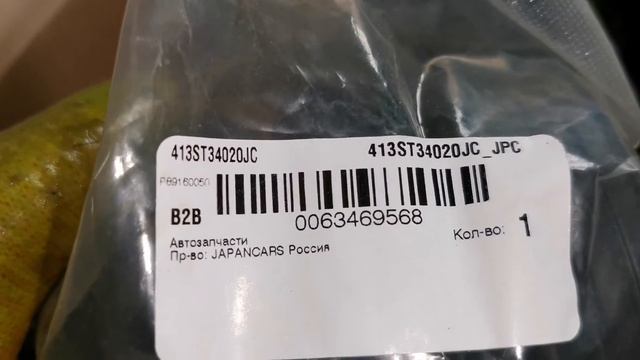 413ST34020JC 413ST34020JC_JPC
P89160050
B2B 0063469568
Автозапчасти Кол-во: 1
Пр-во: JAPANCARS Россия